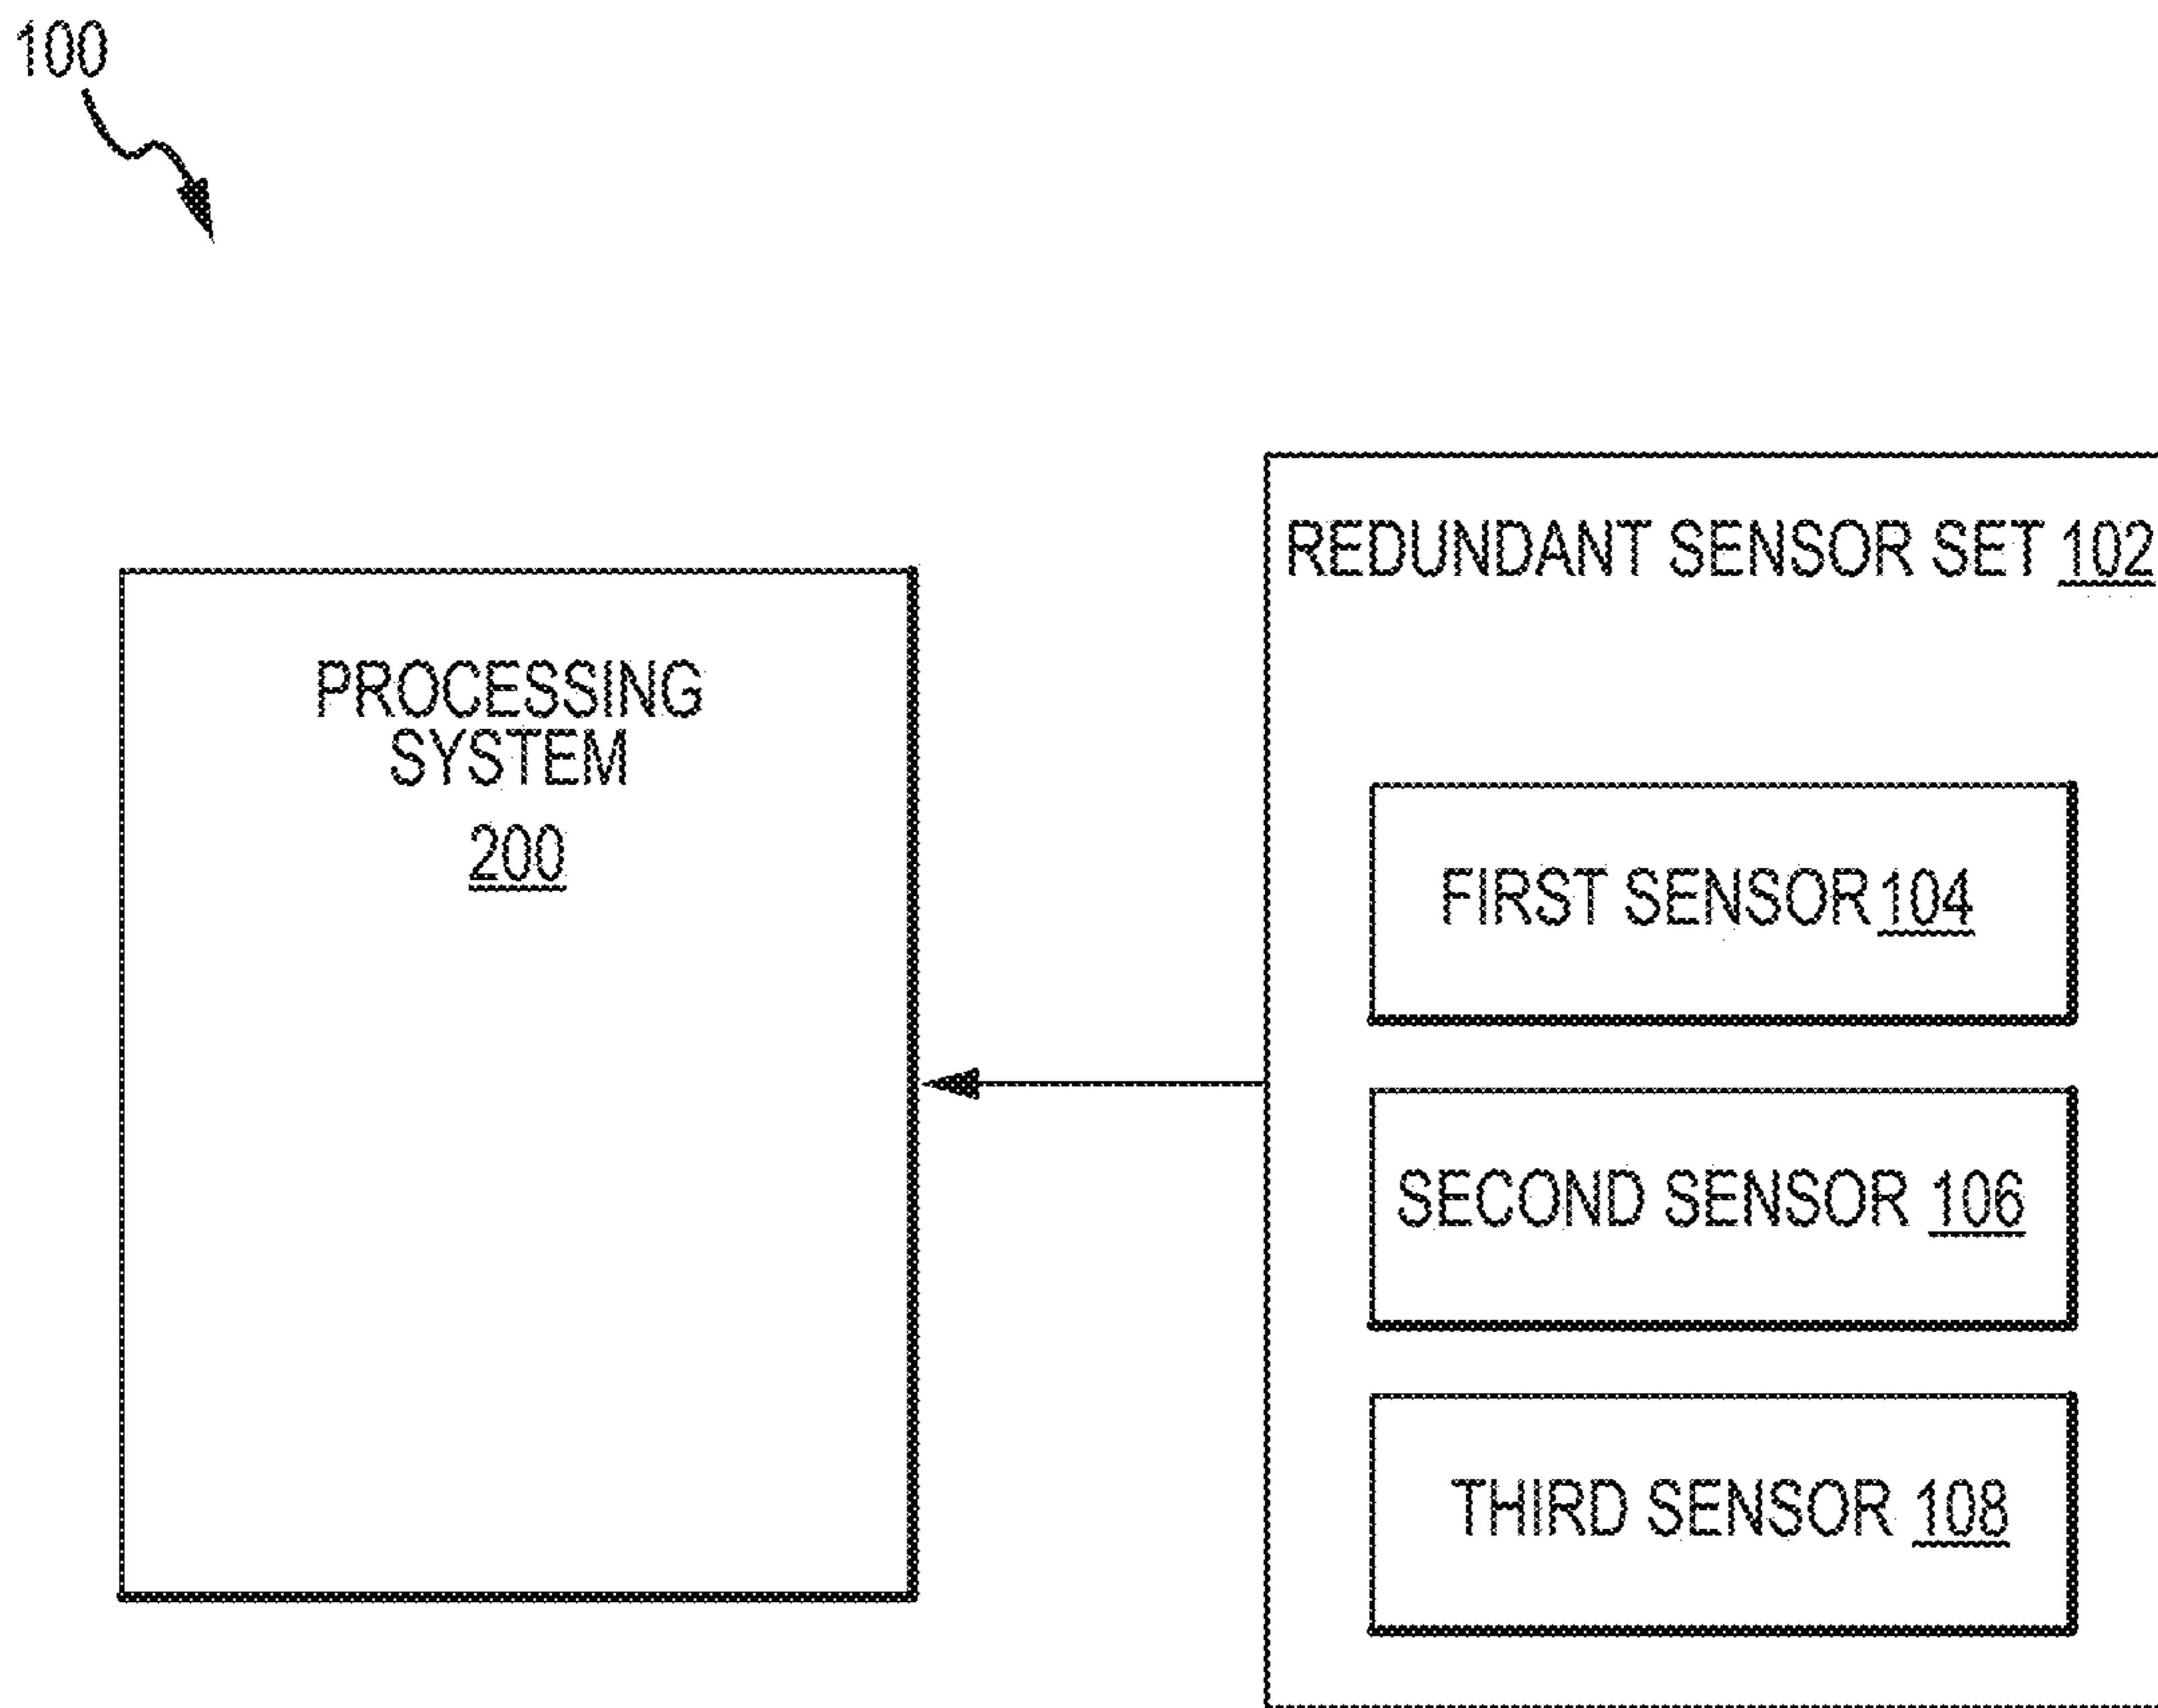 100
REDUNDANT SENSOR SET 102
PROCESSING
SYSTEM
200
FIRST SENSOR 104
SECOND SENSOR 106
THIRD SENSOR 108